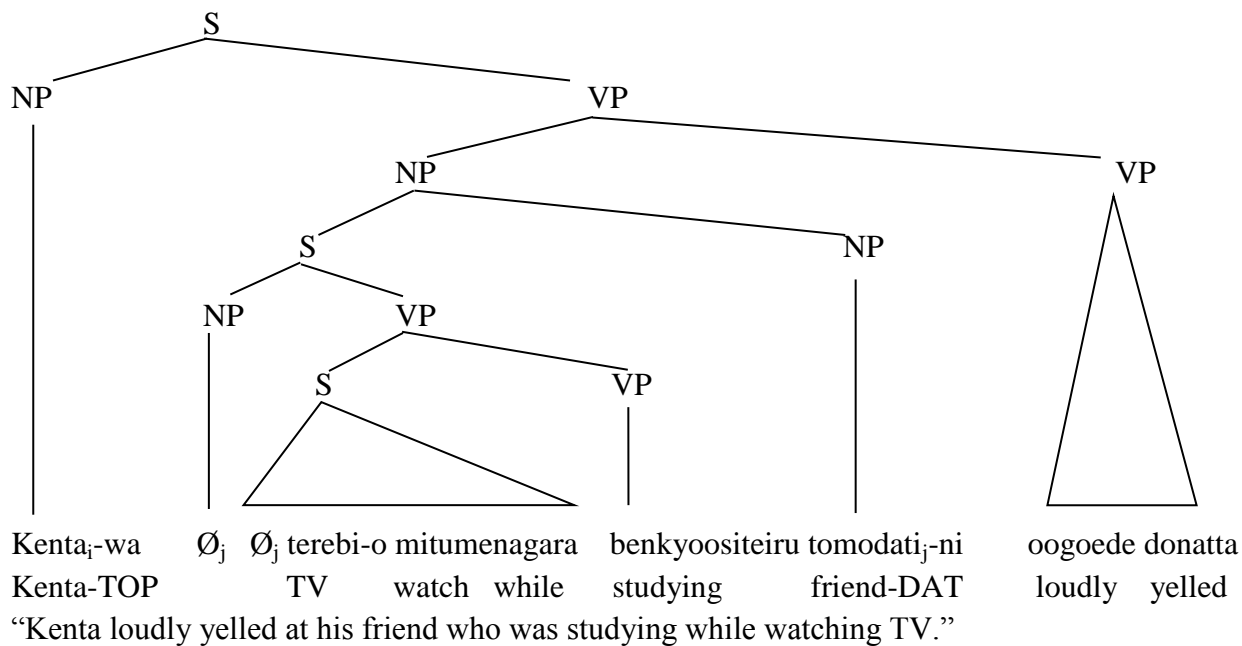 S
NP VP
NP VP
S NP
NP VP
S VP
Kentaᵢ-wa Øⱼ Øⱼ terebi-o mitumenagara benkyoositeiru tomodatiⱼ-ni oogoede donatta
Kenta-TOP TV watch while studying friend-DAT loudly yelled
“Kenta loudly yelled at his friend who was studying while watching TV.”